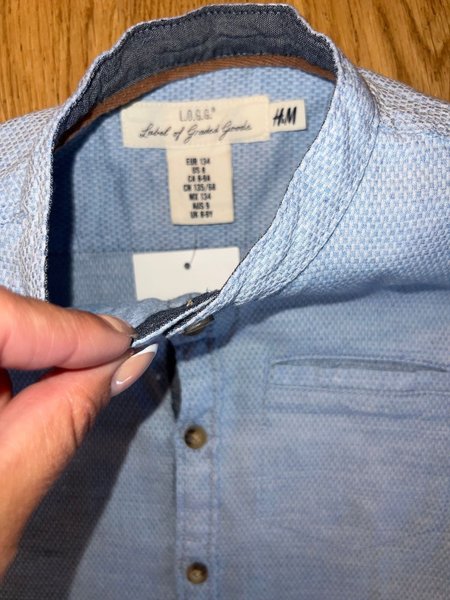 L.O.G.G.®
Label of Graded Goods
H&M
EUR 134
US 8
CA 8-9A
CN 135/68
MX 134
AUS 9
UK 8-9Y